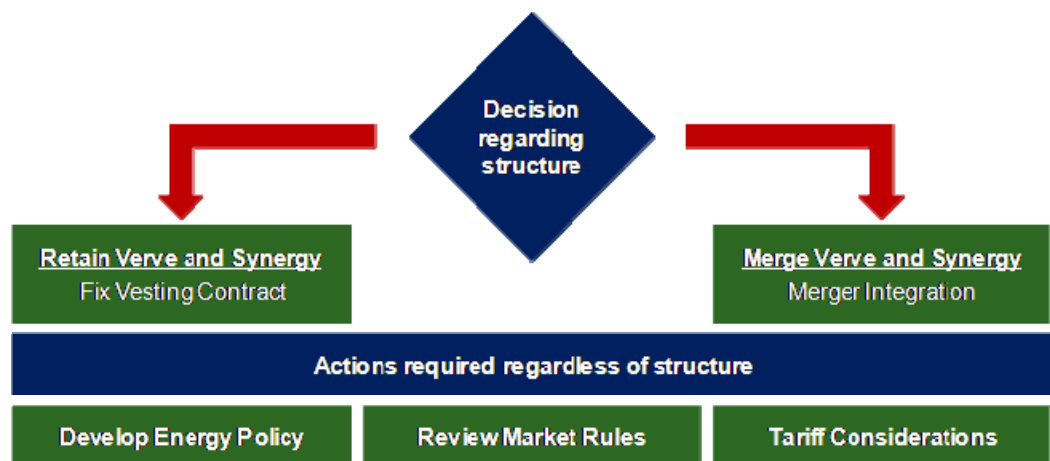 Decision
regarding
structure
Retain Verve and Synergy
Fix Vesting Contract
Merge Verve and Synergy
Merger Integration
Actions required regardless of structure
Develop Energy Policy
Review Market Rules
Tariff Considerations